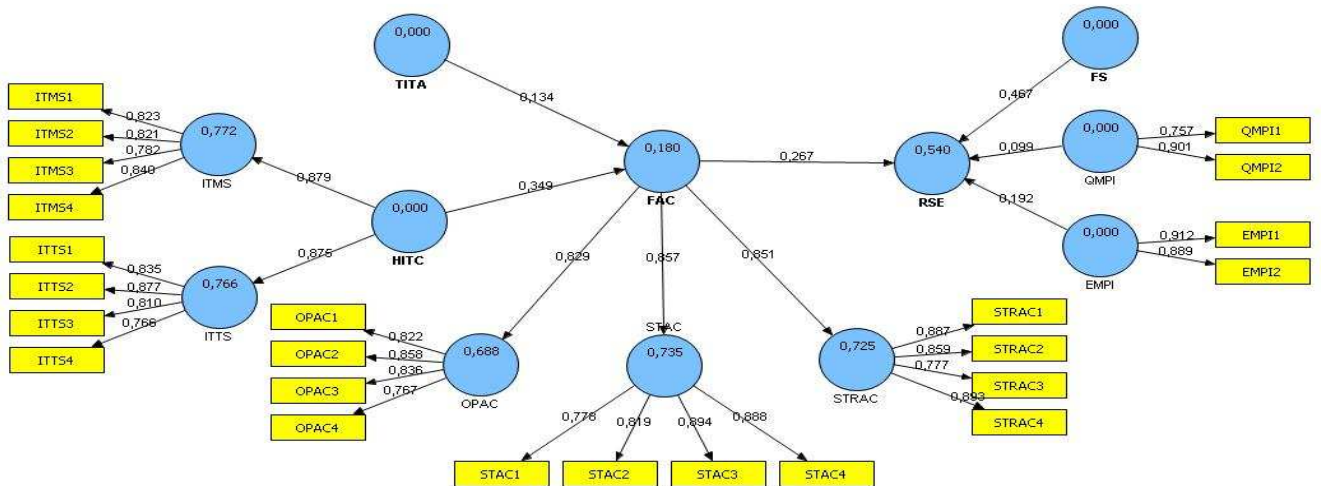 0,000
TITA
0,000
FS
ITMS1
ITMS2
ITMS3
ITMS4
0,823
0,821
0,782
0,840
0,772
ITMS
0,134
0,467
0,879
0,349
0,000
HITC
0,875
0,180
FAC
0,267
0,540
RSE
0,099
0,192
0,000
QMPI
0,757
0,901
QMPI1
QMPI2
0,000
EMPI
0,912
0,889
EMPI1
EMPI2
ITTS1
ITTS2
ITTS3
ITTS4
0,835
0,877
0,810
0,766
0,766
ITTS
0,829
0,857
0,851
OPAC1
OPAC2
OPAC3
OPAC4
0,822
0,858
0,836
0,767
0,688
OPAC
STAC
0,735
0,725
STRAC
0,887
0,859
0,777
0,893
STRAC1
STRAC2
STRAC3
STRAC4
0,778
0,819
0,894
0,888
STAC1
STAC2
STAC3
STAC4